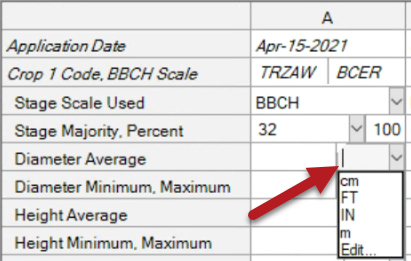 A
Application Date Apr-15-2021
Crop 1 Code, BBCH Scale TRZAW BCER
Stage Scale Used BBCH
Stage Majority, Percent 32 100
Diameter Average
Diameter Minimum, Maximum cm
FT
Height Average IN
m
Height Minimum, Maximum Edit...